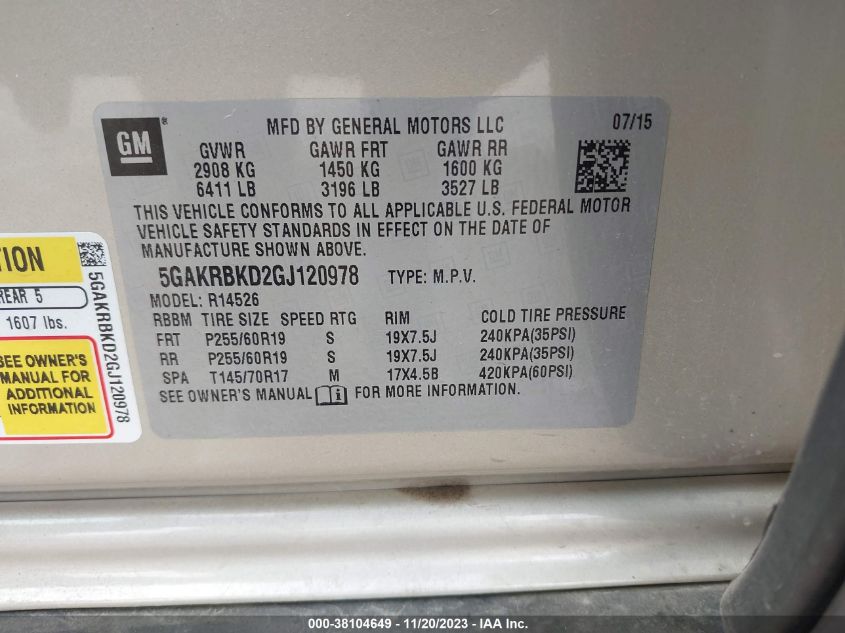 GM
®
MFD BY GENERAL MOTORS LLC 07/15
GVWR GAWR FRT GAWR RR
2908 KG 1450 KG 1600 KG
6411 LB 3196 LB 3527 LB
THIS VEHICLE CONFORMS TO ALL APPLICABLE U.S. FEDERAL MOTOR
VEHICLE SAFETY STANDARDS IN EFFECT ON THE DATE OF
MANUFACTURE SHOWN ABOVE.
5GAKRBKD2GJ120978 TYPE: M.P.V.
MODEL: R14526
RBBM TIRE SIZE SPEED RTG RIM COLD TIRE PRESSURE
FRT P255/60R19 S 19X7.5J 240KPA(35PSI)
RR P255/60R19 S 19X7.5J 240KPA(35PSI)
SPA T145/70R17 M 17X4.5B 420KPA(60PSI)
SEE OWNER'S MANUAL FOR MORE INFORMATION.
REAR 5
1607 lbs.
SEE OWNER'S
MANUAL FOR
ADDITIONAL
INFORMATION
5GAKRBKD2GJ120978
000-38104649 - 11/20/2023 - IAA Inc.